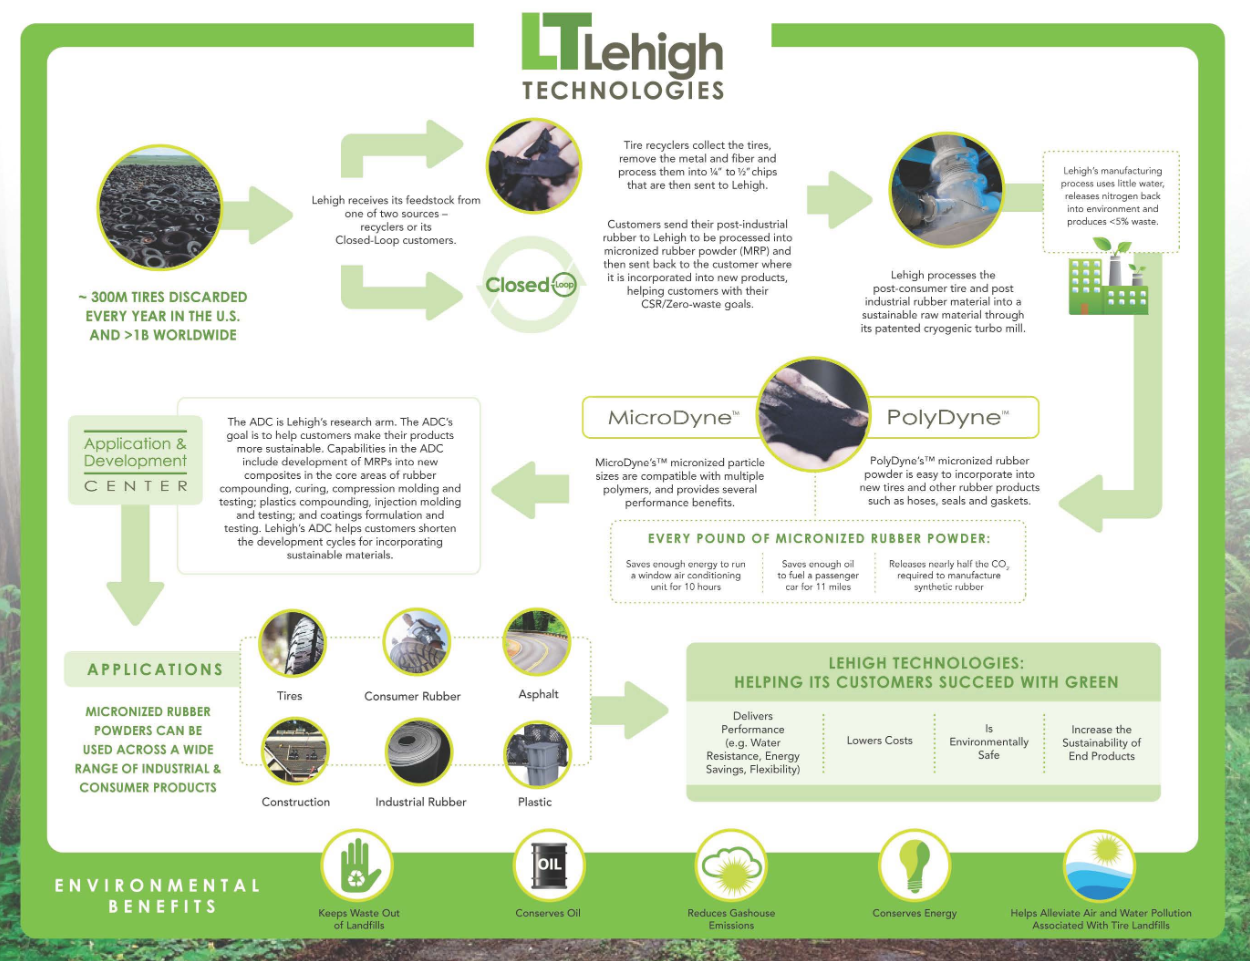 LT Lehigh
TECHNOLOGIES
~ 300M TIRES DISCARDED
EVERY YEAR IN THE U.S.
AND >1B WORLDWIDE
Lehigh receives its feedstock from
one of two sources –
recyclers or its
Closed-Loop customers.
Closed Loop
Tire recyclers collect the tires,
remove the metal and fiber and
process them into ¼" to ½" chips
that are then sent to Lehigh.
Customers send their post-industrial
rubber to Lehigh to be processed into
micronized rubber powder (MRP) and
then sent back to the customer where
it is incorporated into new products,
helping customers with their
CSR/Zero-waste goals.
Lehigh processes the
post-consumer tire and post
industrial rubber material into a
sustainable raw material through
its patented cryogenic turbo mill.
Lehigh's manufacturing
process uses little water,
releases nitrogen back
into environment and
produces <5% waste.
MicroDyne™
PolyDyne™
MicroDyne's™ micronized particle
sizes are compatible with multiple
polymers, and provides several
performance benefits.
PolyDyne's™ micronized rubber
powder is easy to incorporate into
new tires and other rubber products
such as hoses, seals and gaskets.
EVERY POUND OF MICRONIZED RUBBER POWDER:
Saves enough energy to run
a window air conditioning
unit for 10 hours
Saves enough oil
to fuel a passenger
car for 11 miles
Releases nearly half the CO₂
required to manufacture
synthetic rubber
Application &
Development
CENTER
The ADC is Lehigh's research arm. The ADC's
goal is to help customers make their products
more sustainable. Capabilities in the ADC
include development of MRPs into new
composites in the core areas of rubber
compounding, curing, compression molding and
testing; plastics compounding, injection molding
and testing; and coatings formulation and
testing. Lehigh's ADC helps customers shorten
the development cycles for incorporating
sustainable materials.
APPLICATIONS
MICRONIZED RUBBER
POWDERS CAN BE
USED ACROSS A WIDE
RANGE OF INDUSTRIAL &
CONSUMER PRODUCTS
Tires
Consumer Rubber
Asphalt
Construction
Industrial Rubber
Plastic
LEHIGH TECHNOLOGIES:
HELPING ITS CUSTOMERS SUCCEED WITH GREEN
Delivers
Performance
(e.g. Water
Resistance, Energy
Savings, Flexibility)
Lowers Costs
Is
Environmentally
Safe
Increase the
Sustainability of
End Products
ENVIRONMENTAL
BENEFITS
Keeps Waste Out
of Landfills
OIL
Conserves Oil
Reduces Gashouse
Emissions
Conserves Energy
Helps Alleviate Air and Water Pollution
Associated With Tire Landfills